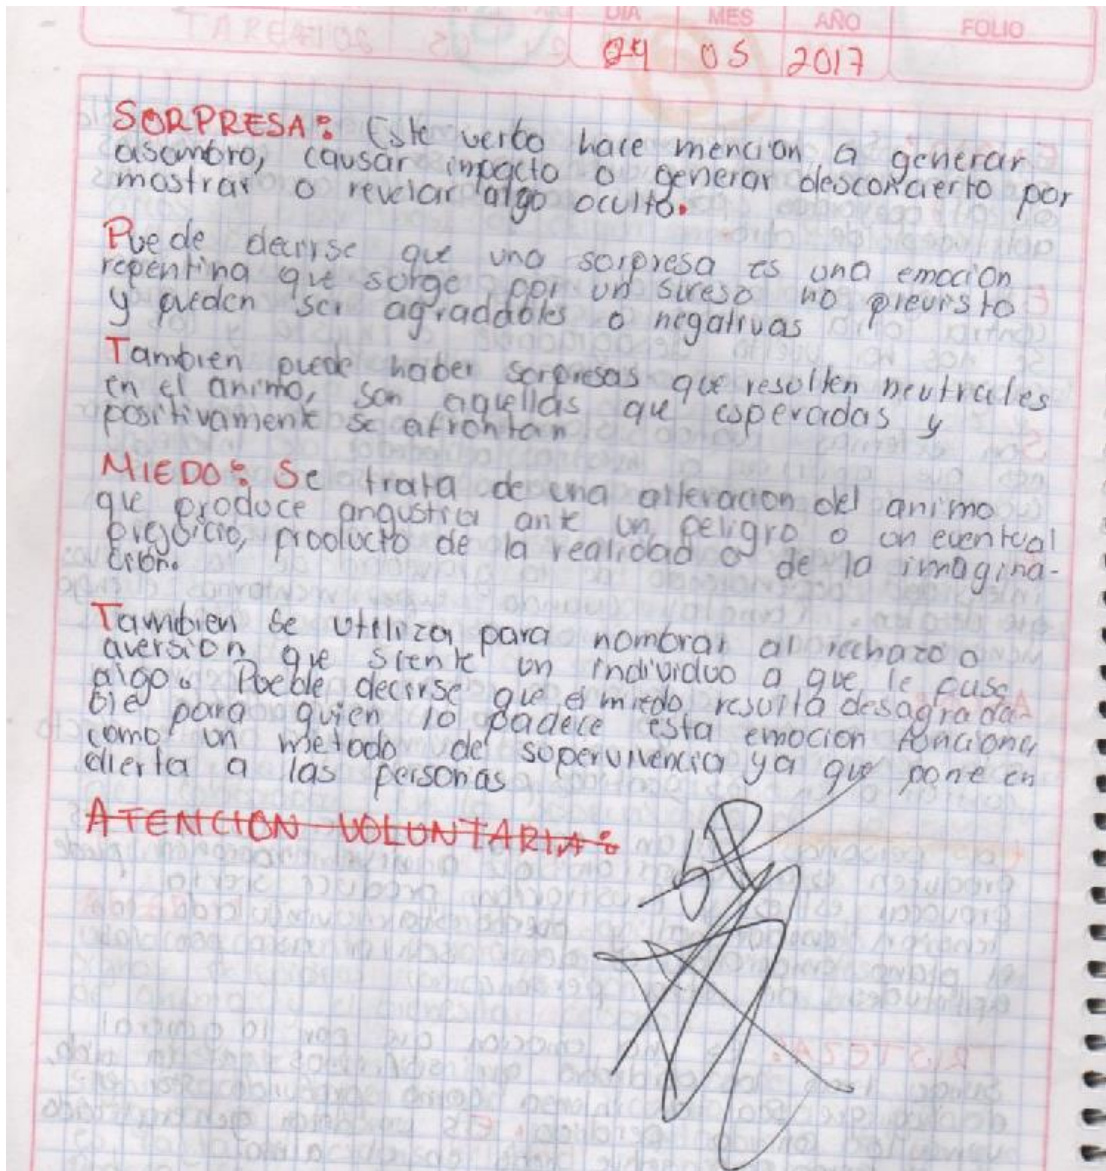 DIA MES AÑO FOLIO
04 05 2017
SORPRESA: Este verbo hace mención a generar
asombro, causar impacto o generar desconcierto por
mostrar o revelar algo oculto.
Puede decirse que una sorpresa es una emoción
repentina que surge por un suceso no previsto
y pueden ser agradables o negativas
Tambien puede haber sorpresas que resulten neutrales
en el animo, son aquellas que esperadas y
positivamente se afrontan
MIEDO: Se trata de una alteracion del animo
que produce angustia ante un peligro o un eventual
prejuicio, producto de la realidad o de la imagina-
ción.
Tambien se utiliza para nombrar al rechazo o
aversión que siente un individuo a que le pase
algo. Puede decirse que el miedo resulta desagrada-
ble para quien lo padece esta emocion funciona
como un metodo de supervivencia ya que pone en
alerta a las personas
ATENCION VOLUNTARIA: